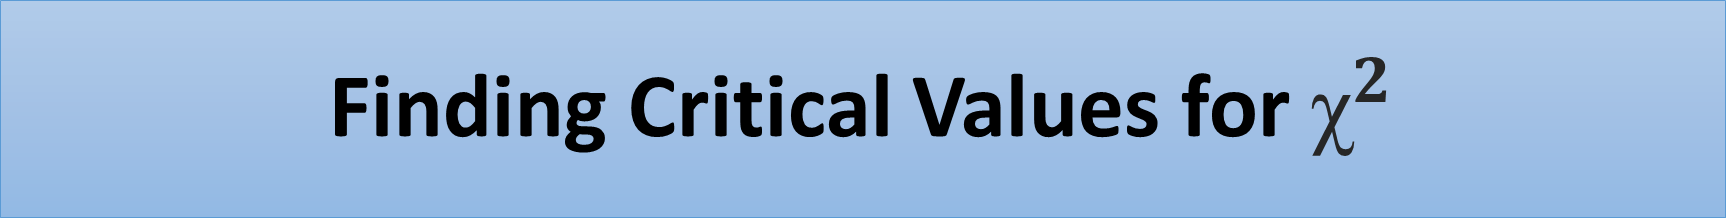 Finding Critical Values for χ²